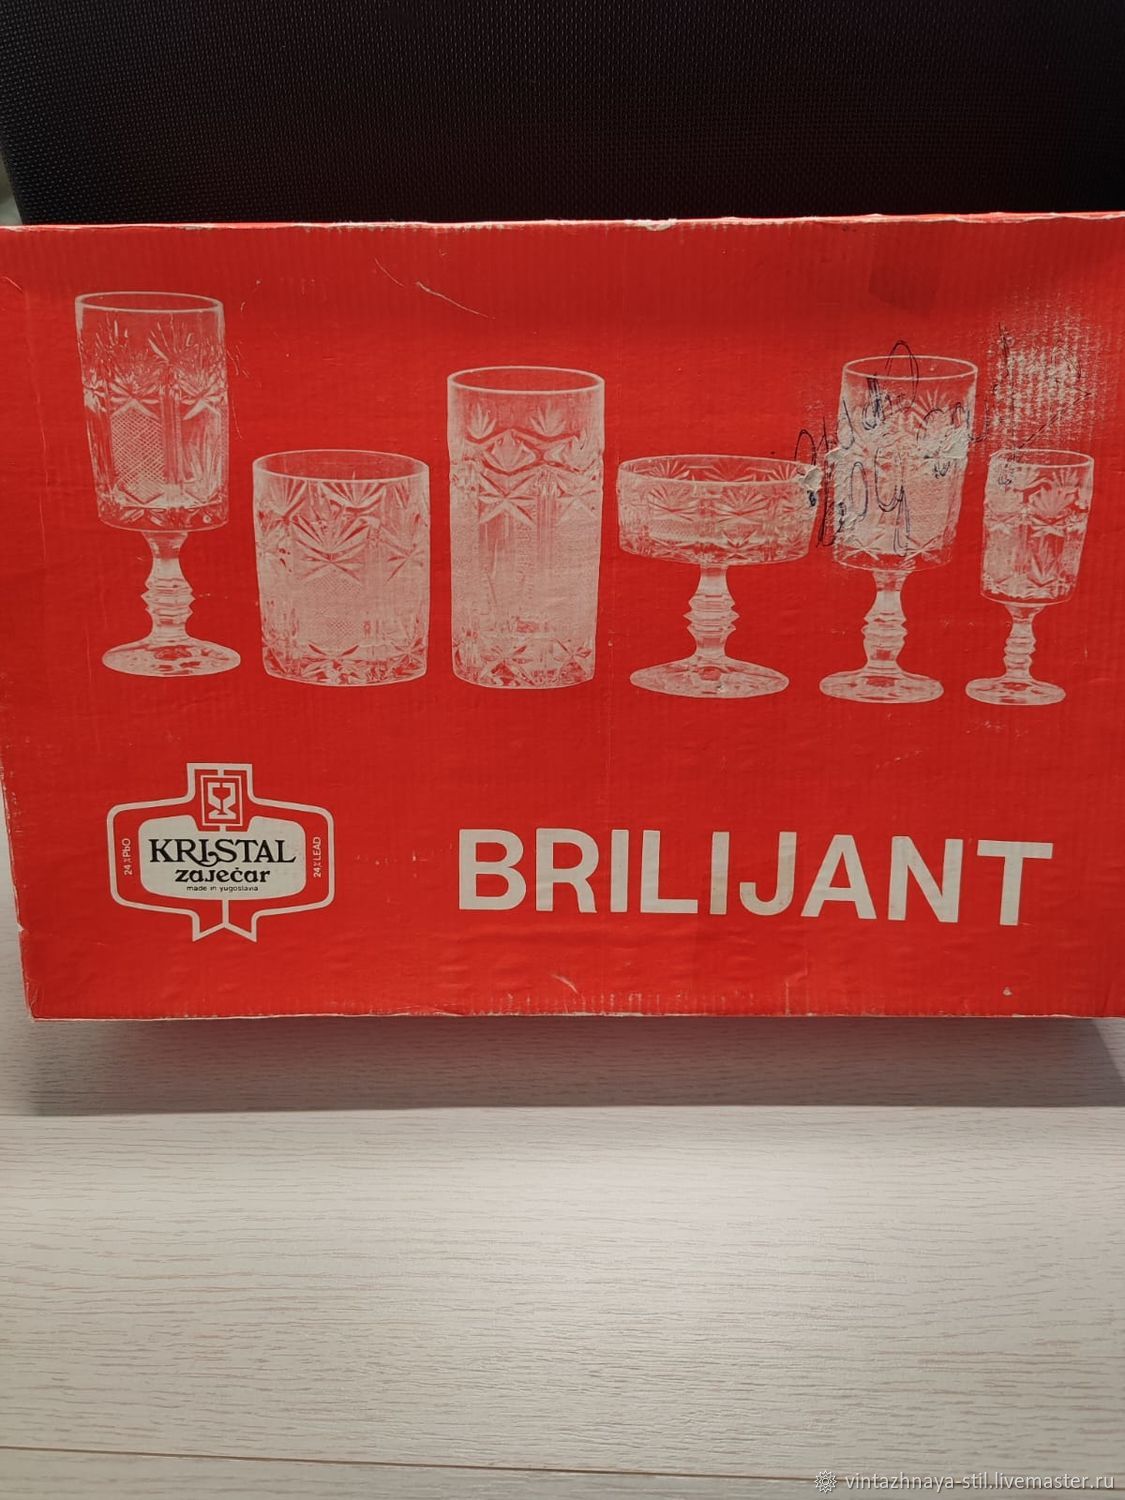 24%PbO
KRISTAL
zaječar
made in yugoslavia
24%LEAD
BRILIJANT
vintazhnaya-stil.livemaster.ru